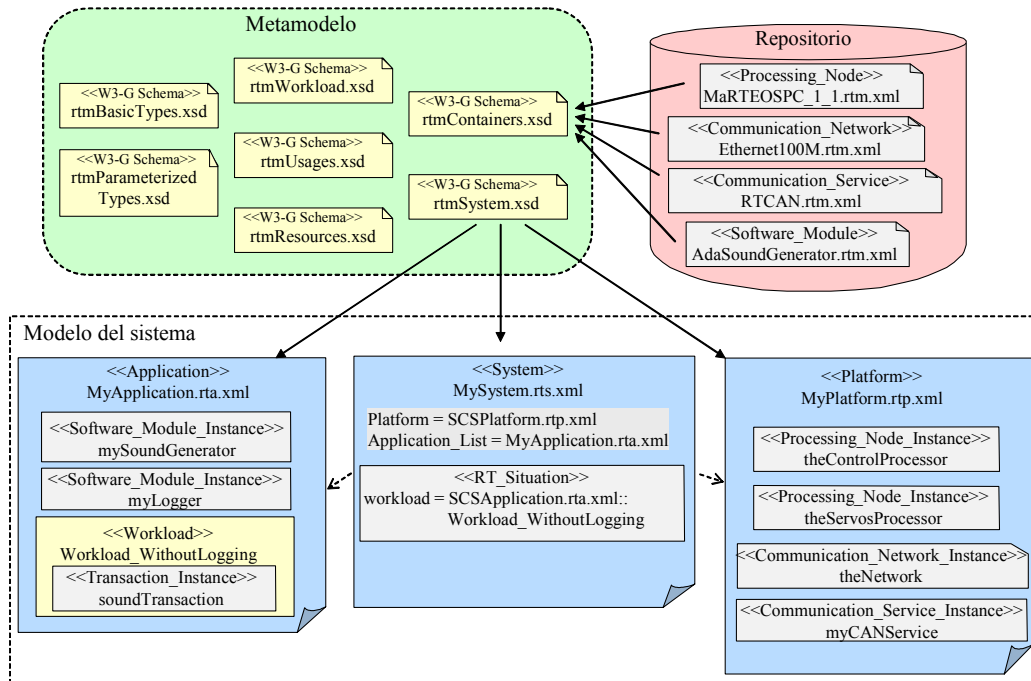 Metamodelo
<<W3-G Schema>>
rtmBasicTypes.xsd
<<W3-G Schema>>
rtmParameterized
Types.xsd
<<W3-G Schema>>
rtmWorkload.xsd
<<W3-G Schema>>
rtmUsages.xsd
<<W3-G Schema>>
rtmResources.xsd
<<W3-G Schema>>
rtmContainers.xsd
<<W3-G Schema>>
rtmSystem.xsd
Repositorio
<<Processing_Node>>
MaRTEOSPC_1_1.rtm.xml
<<Communication_Network>>
Ethernet100M.rtm.xml
<<Communication_Service>
RTCAN.rtm.xml
<<Software_Module>>
AdaSoundGenerator.rtm.xml
Modelo del sistema
<<Application>>
MyApplication.rta.xml
<<Software_Module_Instance>>
mySoundGenerator
<<Software_Module_Instance>>
myLogger
<<Workload>>
Workload_WithoutLogging
<<Transaction_Instance>>
soundTransaction
<<System>>
MySystem.rts.xml
Platform = SCSPlatform.rtp.xml
Application_List = MyApplication.rta.xml
<<RT_Situation>>
workload = SCSApplication.rta.xml::
Workload_WithoutLogging
<<Platform>>
MyPlatform.rtp.xml
<<Processing_Node_Instance>>
theControlProcessor
<<Processing_Node_Instance>>
theServosProcessor
<<Communication_Network_Instance>>
theNetwork
<<Communication_Service_Instance>>
myCANService